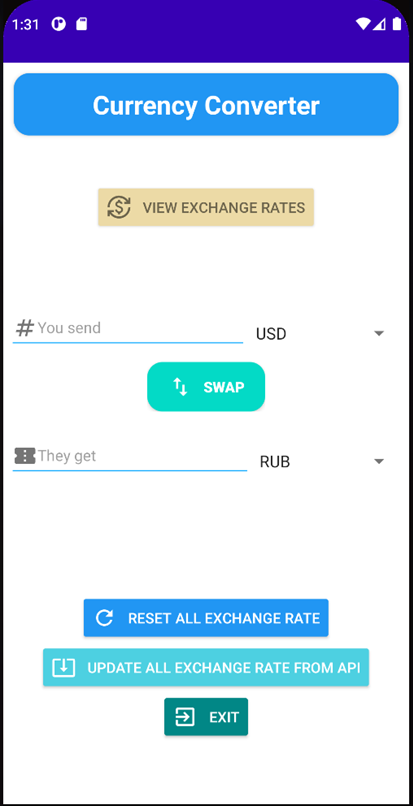 1:31
Currency Converter
VIEW EXCHANGE RATES
You send
USD
SWAP
They get
RUB
RESET ALL EXCHANGE RATE
UPDATE ALL EXCHANGE RATE FROM API
EXIT